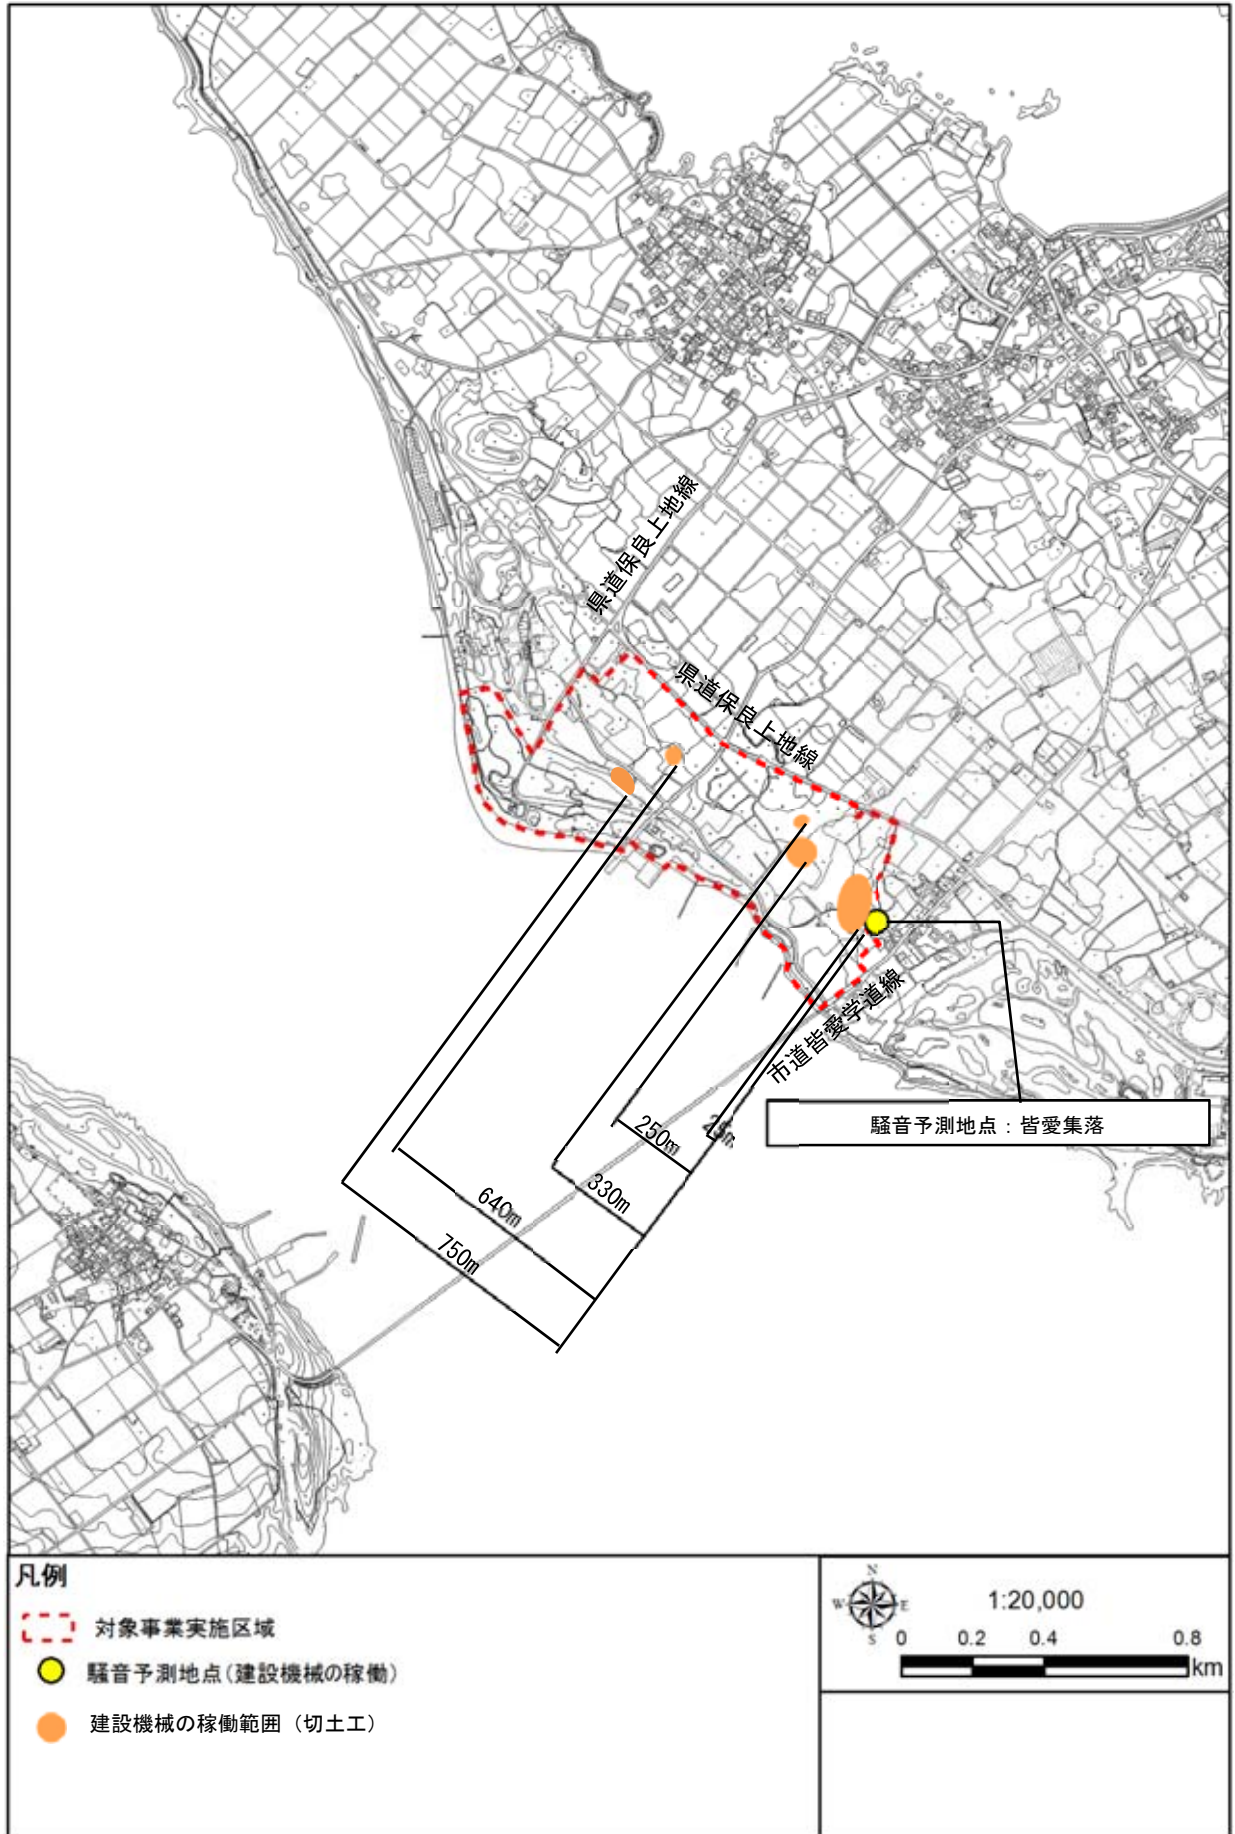 県道保良上地線
県道保良上地線
市道皆愛学道線
騒音予測地点：皆愛集落
25m
250m
330m
640m
750m
凡例
対象事業実施区域
騒音予測地点（建設機械の稼働）
建設機械の稼働範囲（切土工）
N
W E
S
1:20,000
0 0.2 0.4 0.8
km